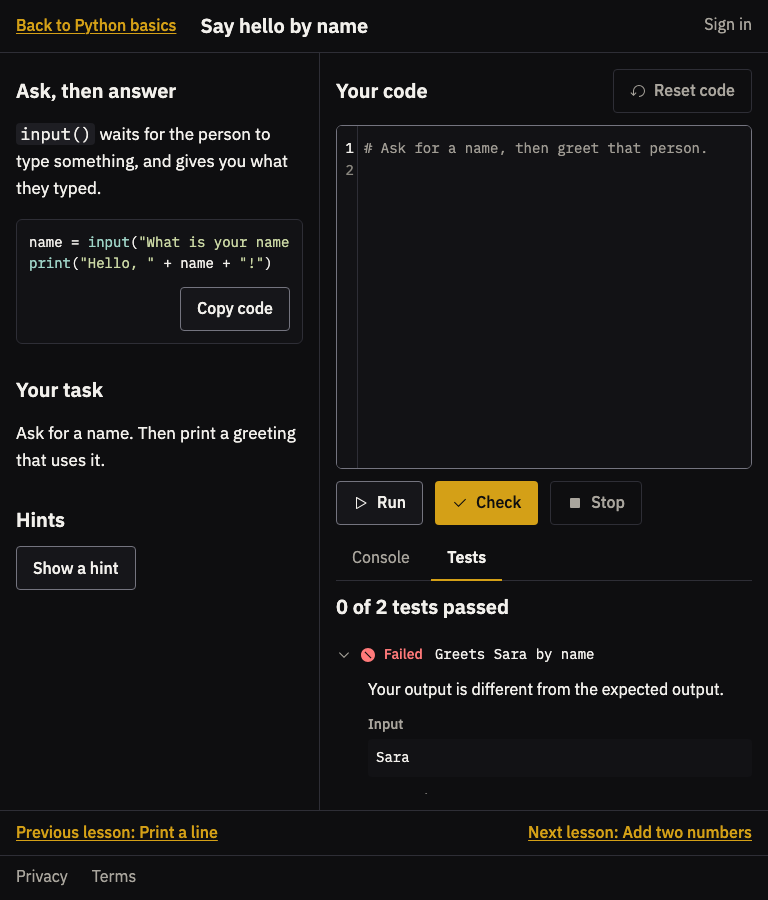 Back to Python basics
Say hello by name
Sign in
Ask, then answer
input() waits for the person to
type something, and gives you what
they typed.
name = input("What is your name
print("Hello, " + name + "!")
Copy code
Your task
Ask for a name. Then print a greeting
that uses it.
Hints
Show a hint
Your code
Reset code
1 # Ask for a name, then greet that person.
2
Run
Check
Stop
Console
Tests
0 of 2 tests passed
Failed Greets Sara by name
Your output is different from the expected output.
Input
Sara
Previous lesson: Print a line
Next lesson: Add two numbers
Privacy
Terms